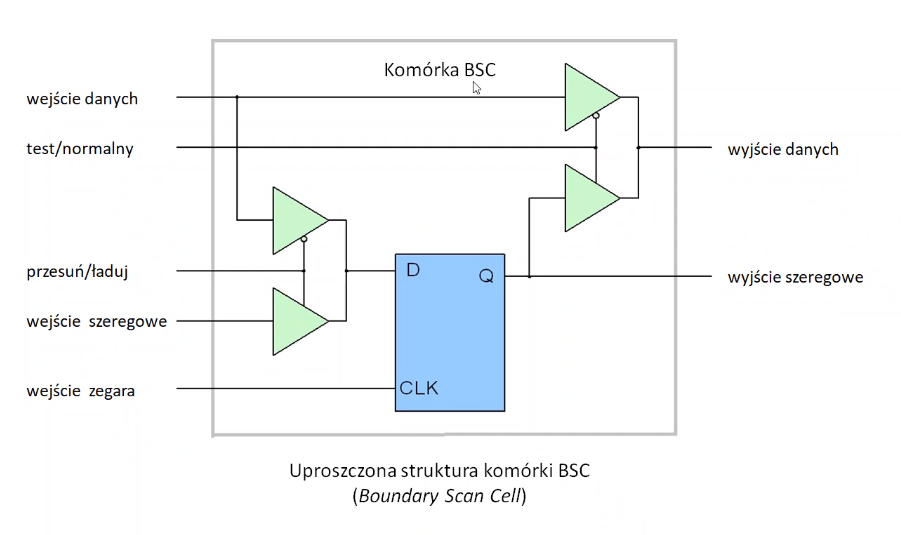 Komórka BSC
wejście danych
test/normalny
wyjście danych
przesuń/ładuj
D
Q
wyjście szeregowe
wejście szeregowe
wejście zegara
CLK
Uproszczona struktura komórki BSC
(Boundary Scan Cell)